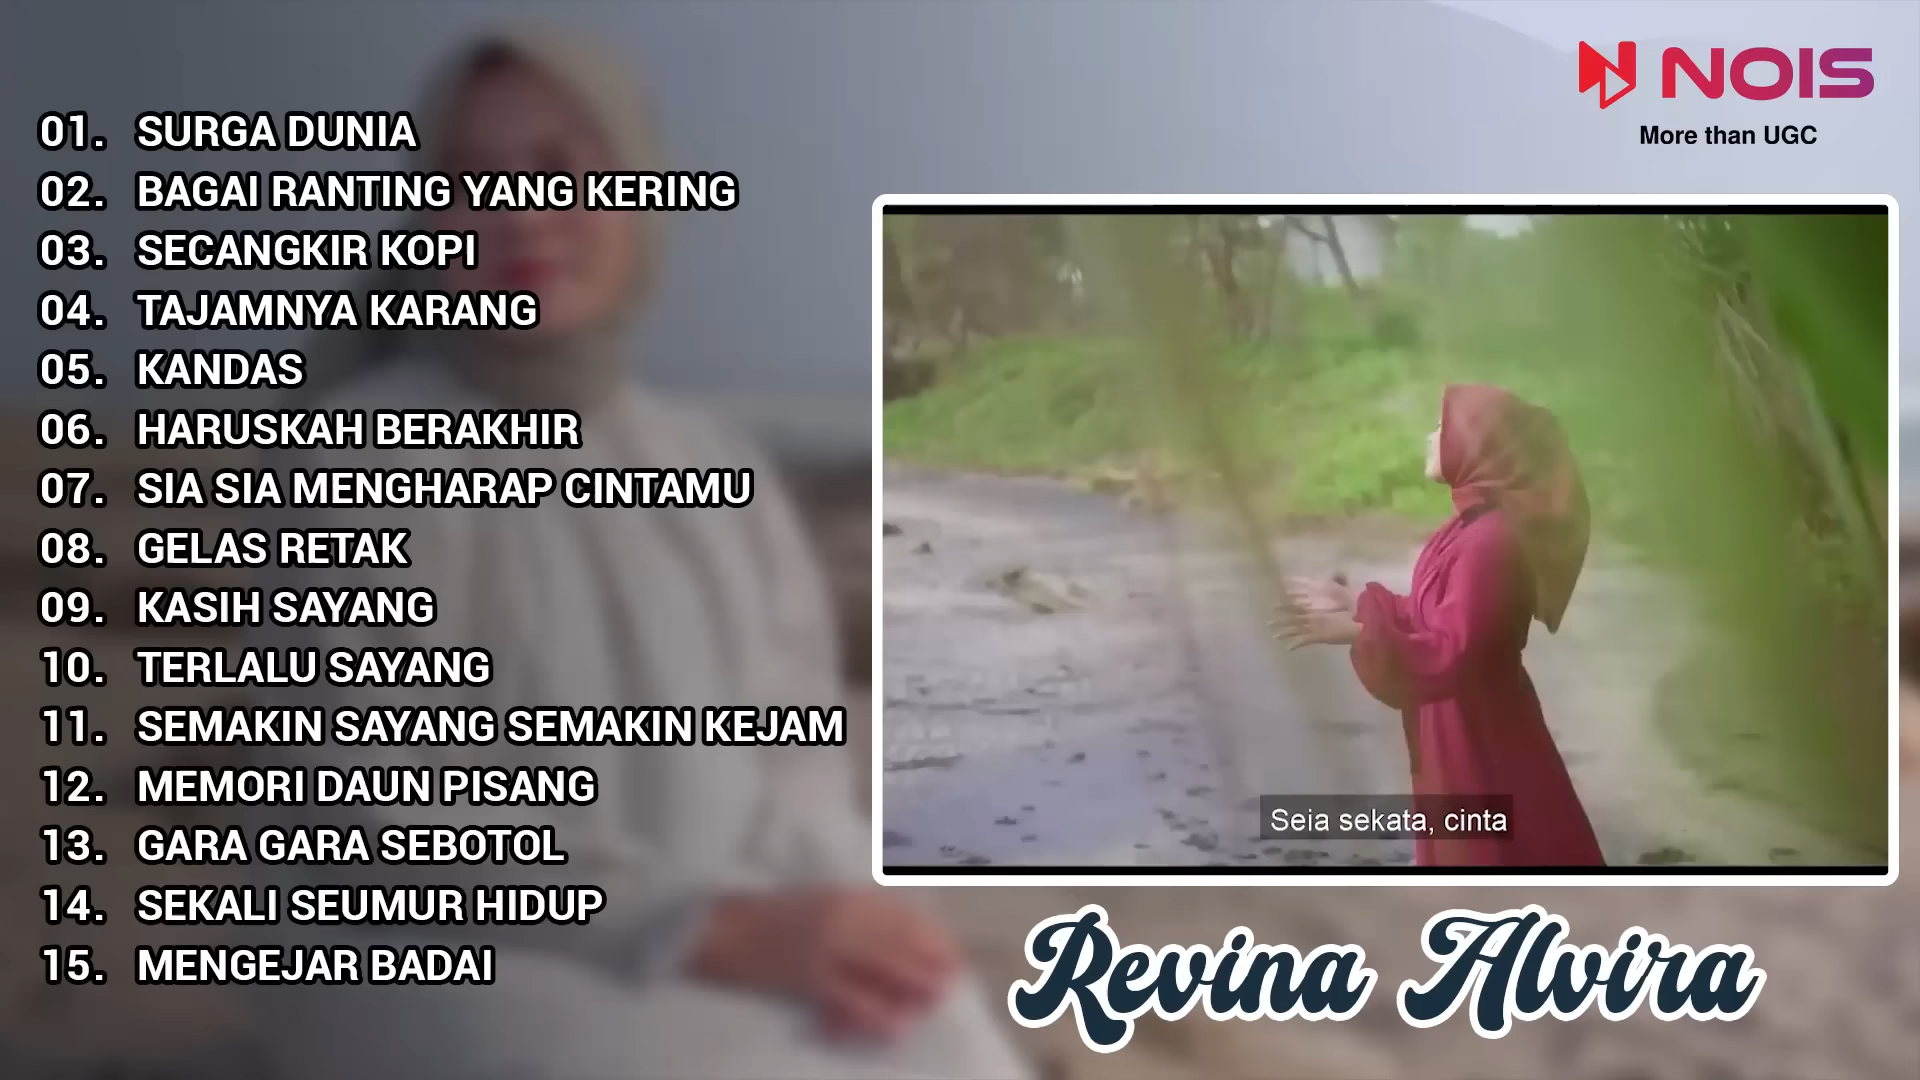 01. SURGA DUNIA
02. BAGAI RANTING YANG KERING
03. SECANGKIR KOPI
04. TAJAMNYA KARANG
05. KANDAS
06. HARUSKAH BERAKHIR
07. SIA SIA MENGHARAP CINTAMU
08. GELAS RETAK
09. KASIH SAYANG
10. TERLALU SAYANG
11. SEMAKIN SAYANG SEMAKIN KEJAM
12. MEMORI DAUN PISANG
13. GARA GARA SEBOTOL
14. SEKALI SEUMUR HIDUP
15. MENGEJAR BADAI
NOIS
More than UGC
Seia sekata, cinta
Revina Alvira